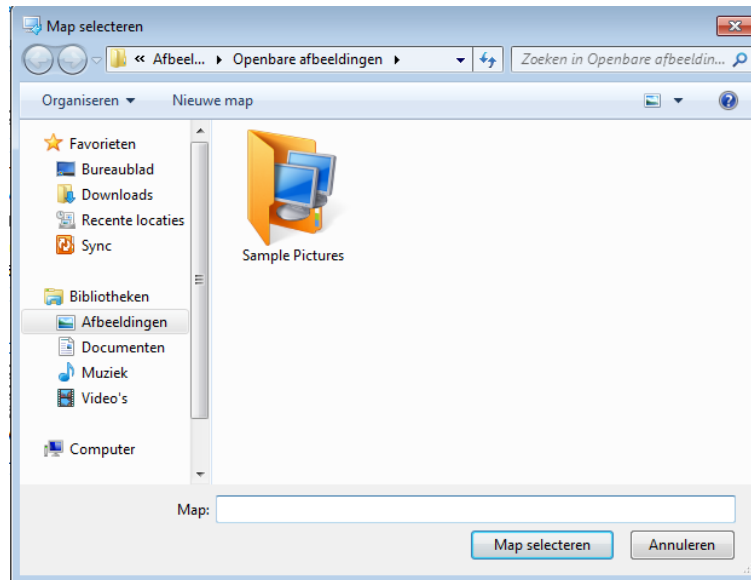 Map selecteren
« Afbeel... Openbare afbeeldingen
Zoeken in Openbare afbeeldin...
Organiseren
Nieuwe map
Favorieten
Bureaublad
Downloads
Recente locaties
Sync
Bibliotheken
Afbeeldingen
Documenten
Muziek
Video's
Computer
Sample Pictures
Map:
Map selecteren
Annuleren